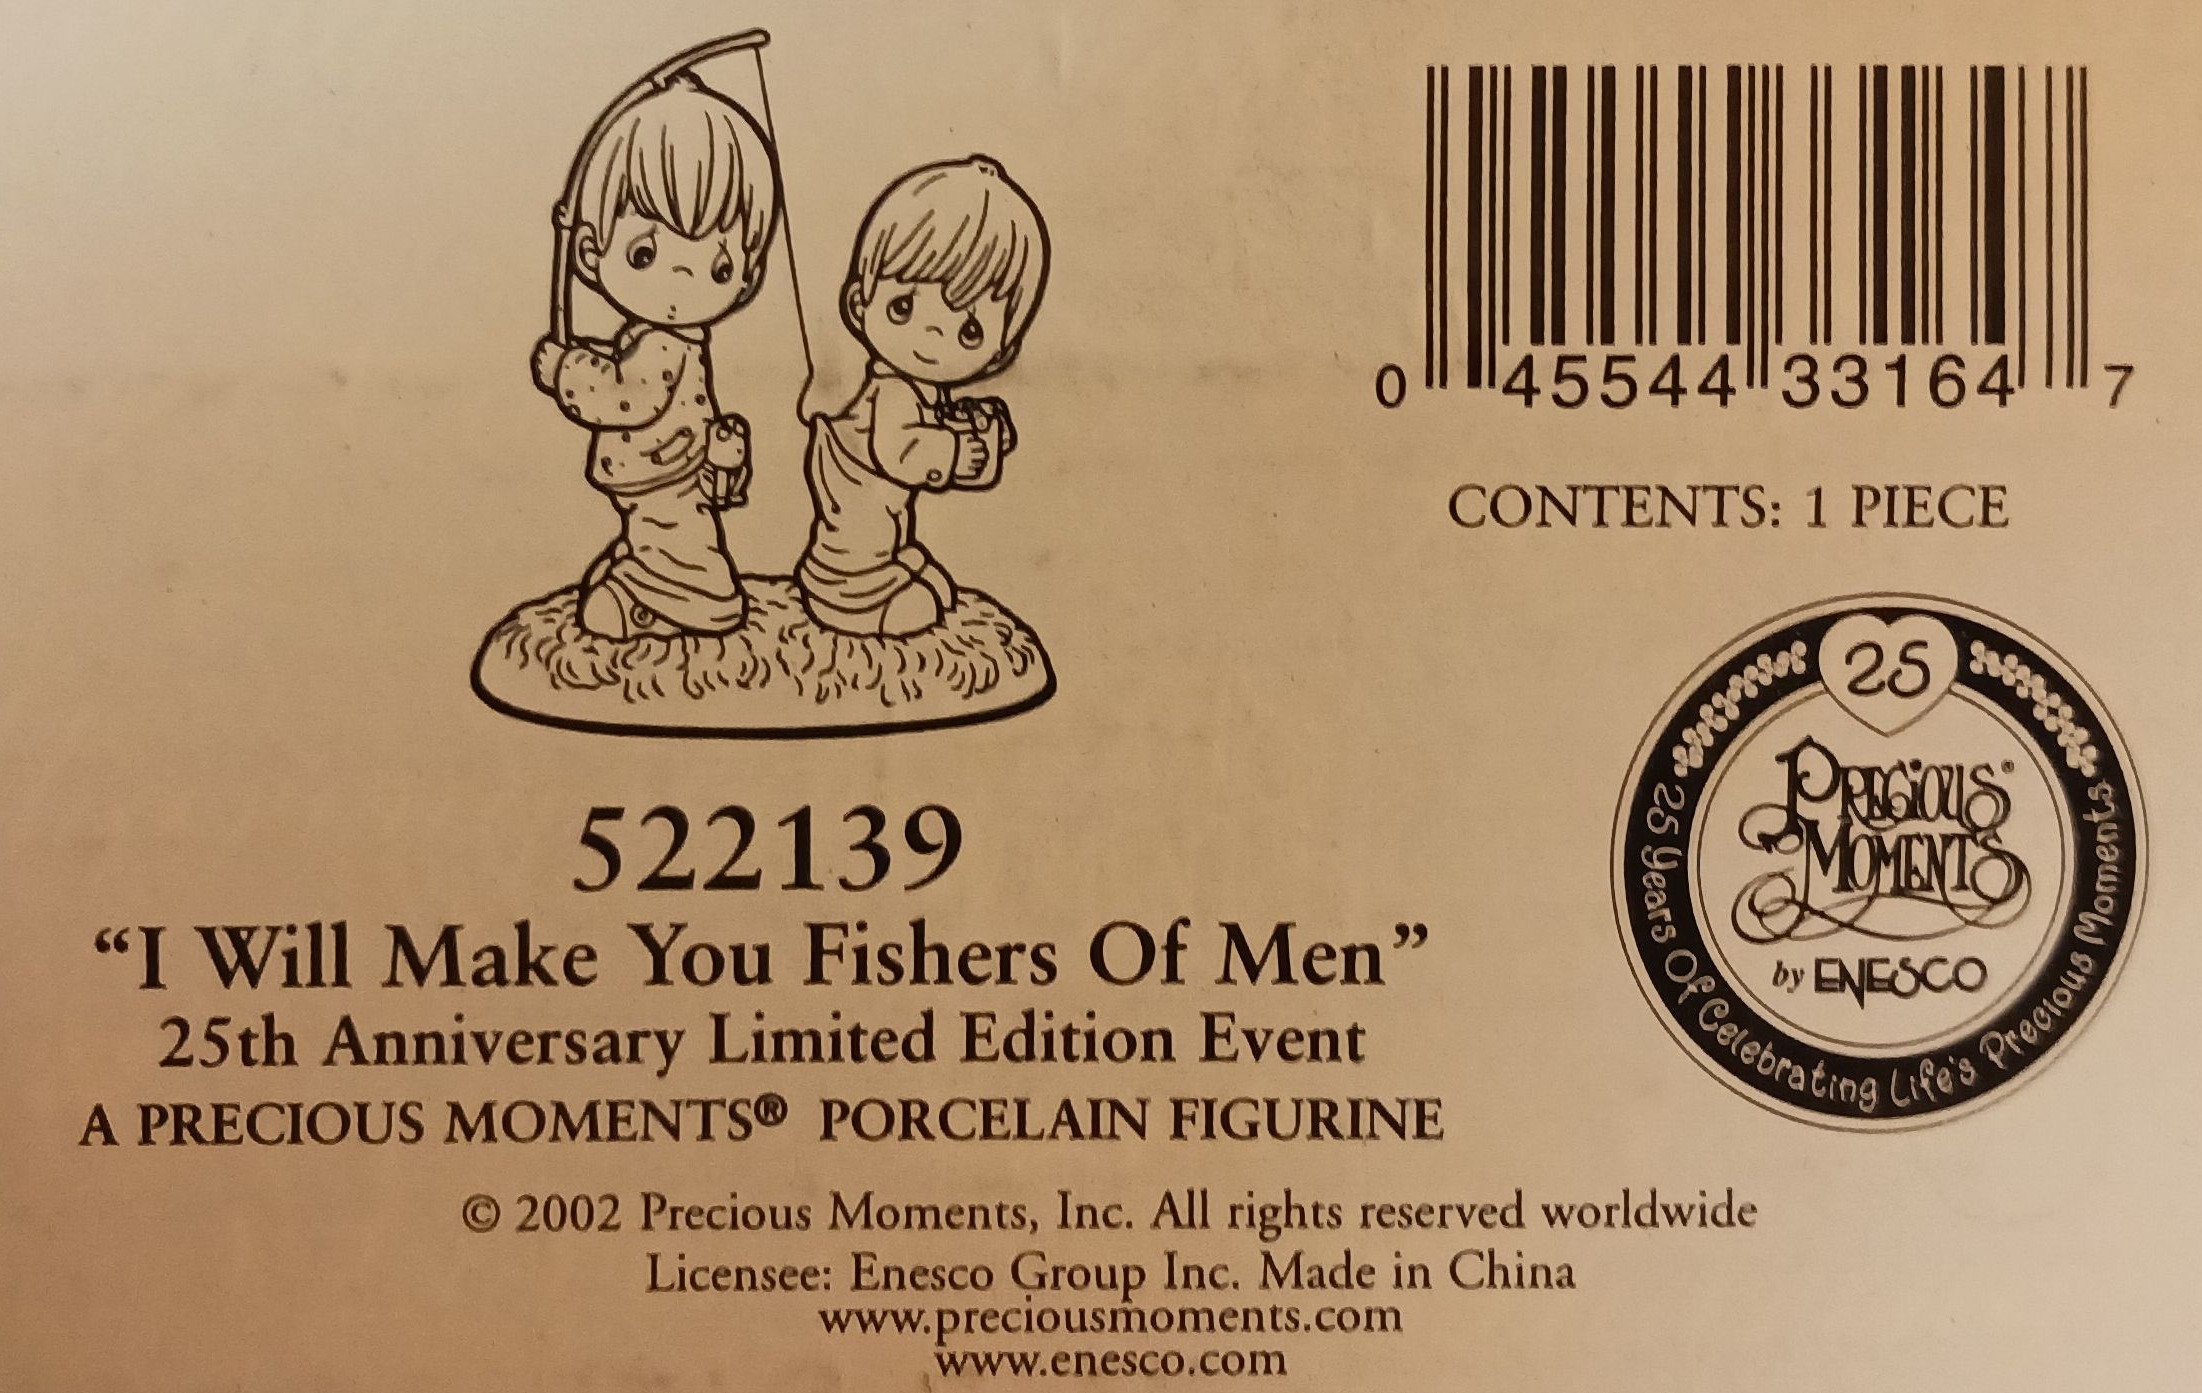 0 45544 33164 7
CONTENTS: 1 PIECE
25
PRECIOUS®
MOMENTS
by ENESCO
25 Years Of Celebrating Life's Precious Moments
522139
“I Will Make You Fishers Of Men”
25th Anniversary Limited Edition Event
A PRECIOUS MOMENTS® PORCELAIN FIGURINE
© 2002 Precious Moments, Inc. All rights reserved worldwide
Licensee: Enesco Group Inc. Made in China
www.preciousmoments.com
www.enesco.com